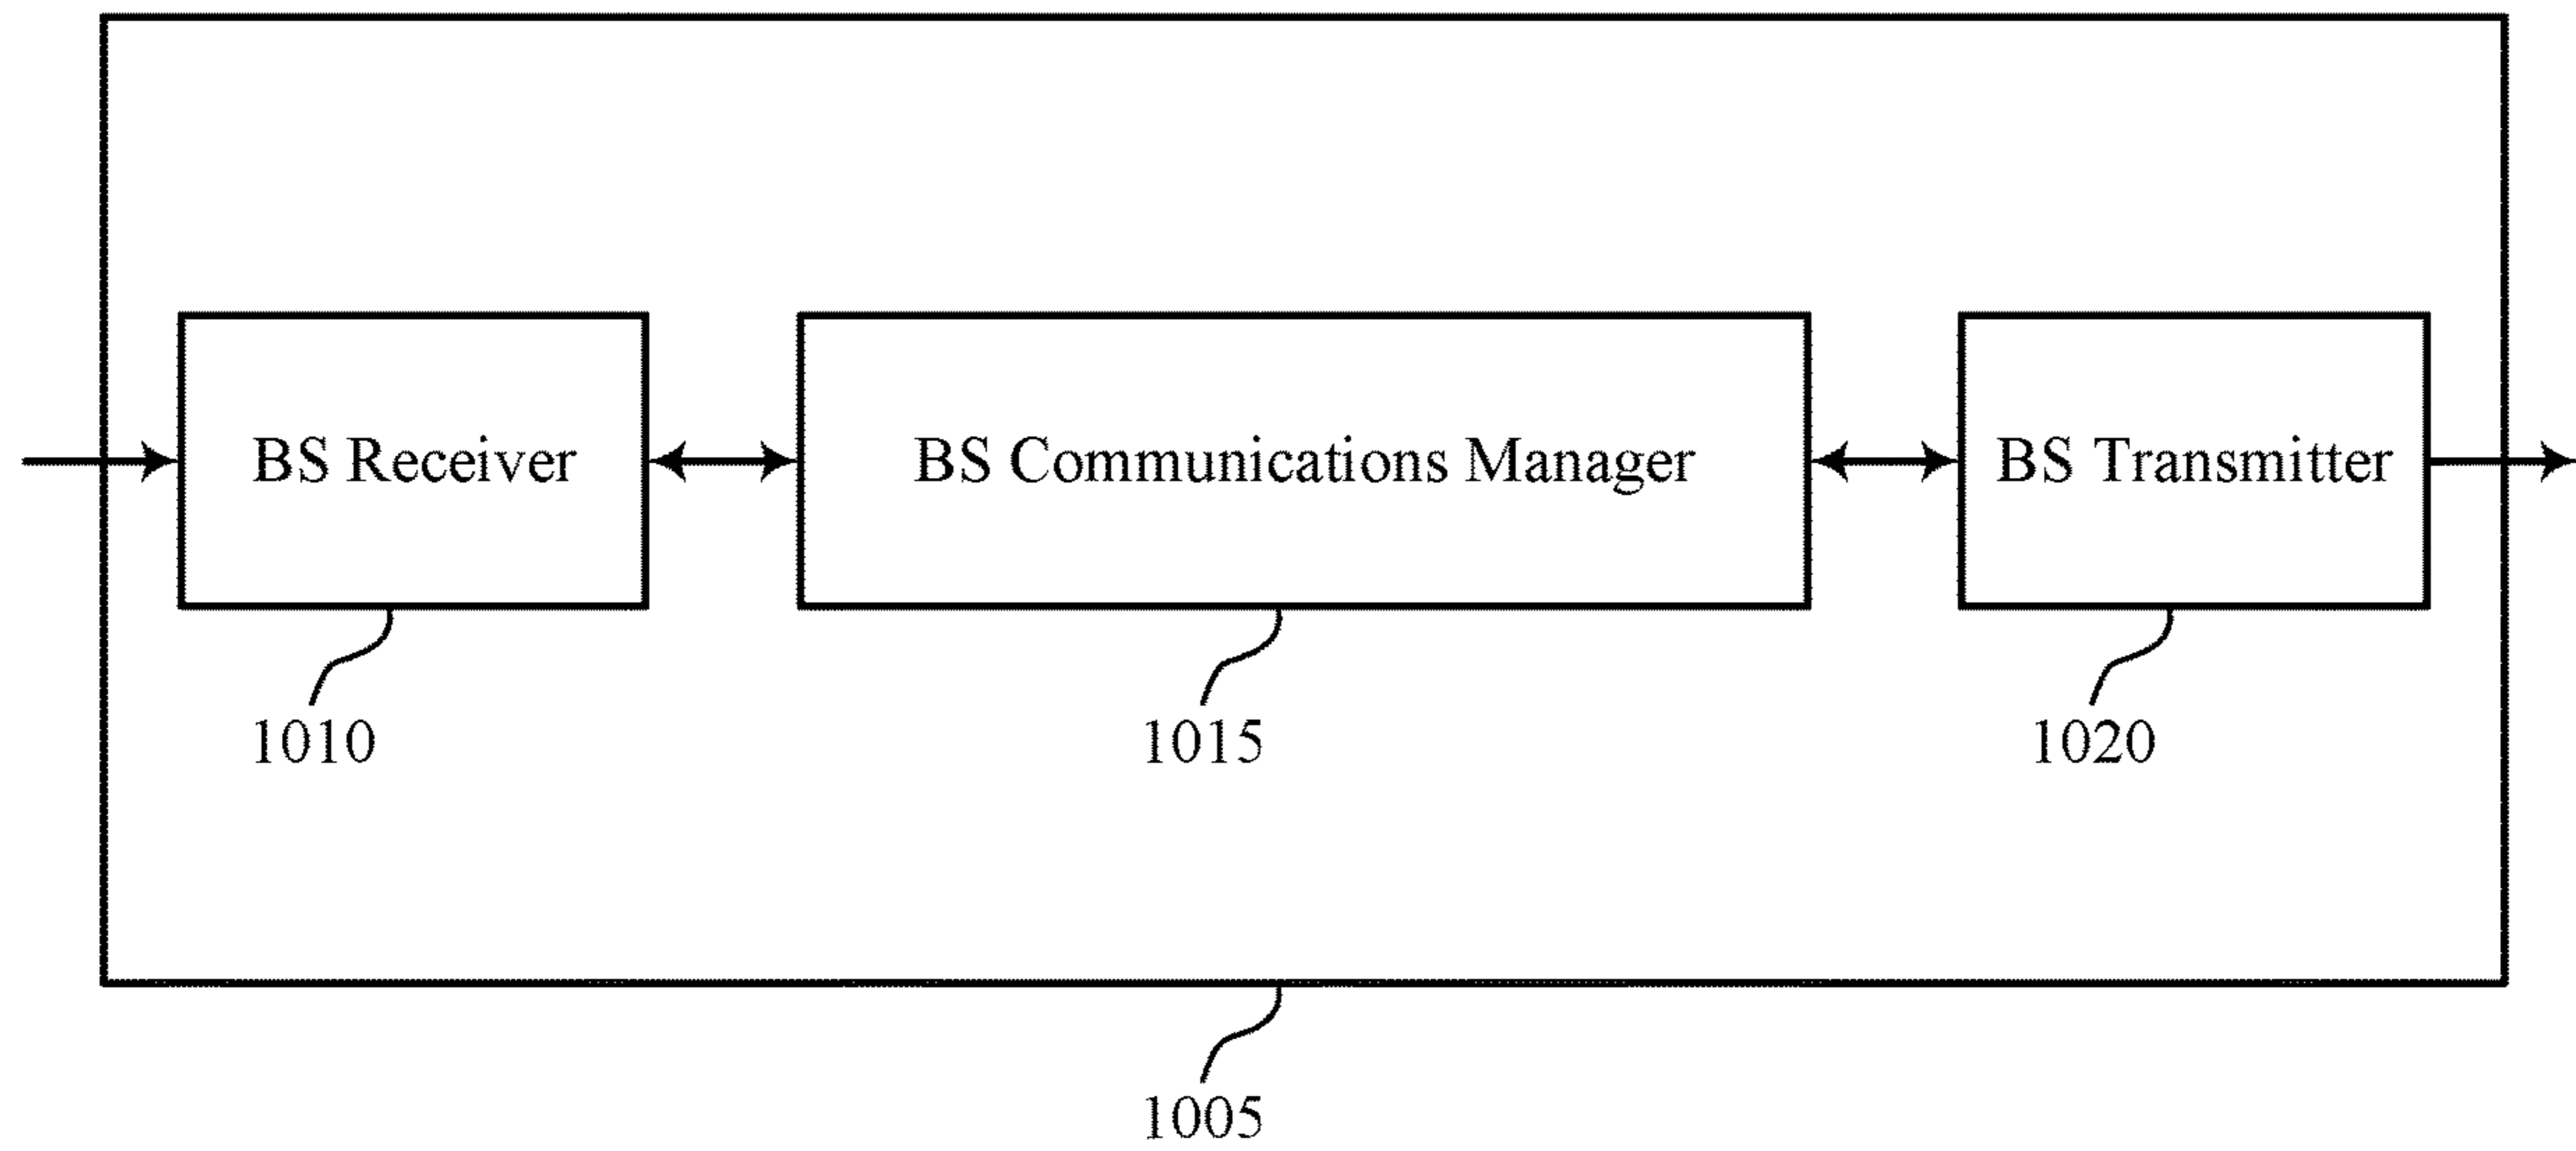 BS Receiver
BS Communications Manager
BS Transmitter
1010
1015
1020
1005